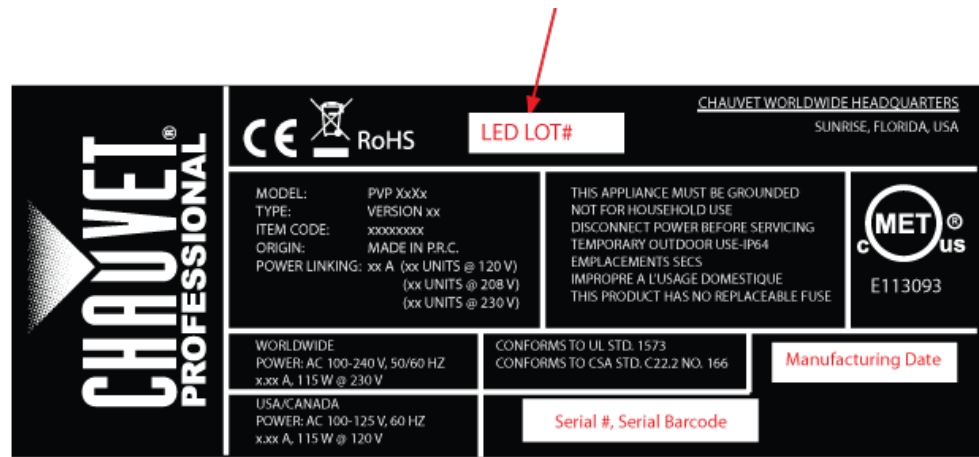 CHAUVET®
PROFESSIONAL
CE
RoHS
LED LOT#
CHAUVET WORLDWIDE HEADQUARTERS
SUNRISE, FLORIDA, USA
MODEL: PVP XxXx
TYPE: VERSION xx
ITEM CODE: xxxxxxxx
ORIGIN: MADE IN P.R.C.
POWER LINKING: xx A (xx UNITS @ 120 V)
(xx UNITS @ 208 V)
(xx UNITS @ 230 V)
THIS APPLIANCE MUST BE GROUNDED
NOT FOR HOUSEHOLD USE
DISCONNECT POWER BEFORE SERVICING
TEMPORARY OUTDOOR USE-IP64
EMPLACEMENTS SECS
IMPROPRE A L'USAGE DOMESTIQUE
THIS PRODUCT HAS NO REPLACEABLE FUSE
c MET® us
E113093
WORLDWIDE
POWER: AC 100-240 V, 50/60 HZ
x.xx A, 115 W @ 230 V
CONFORMS TO UL STD. 1573
CONFORMS TO CSA STD. C22.2 NO. 166
Manufacturing Date
USA/CANADA
POWER: AC 100-125 V, 60 HZ
x.xx A, 115 W @ 120 V
Serial #, Serial Barcode